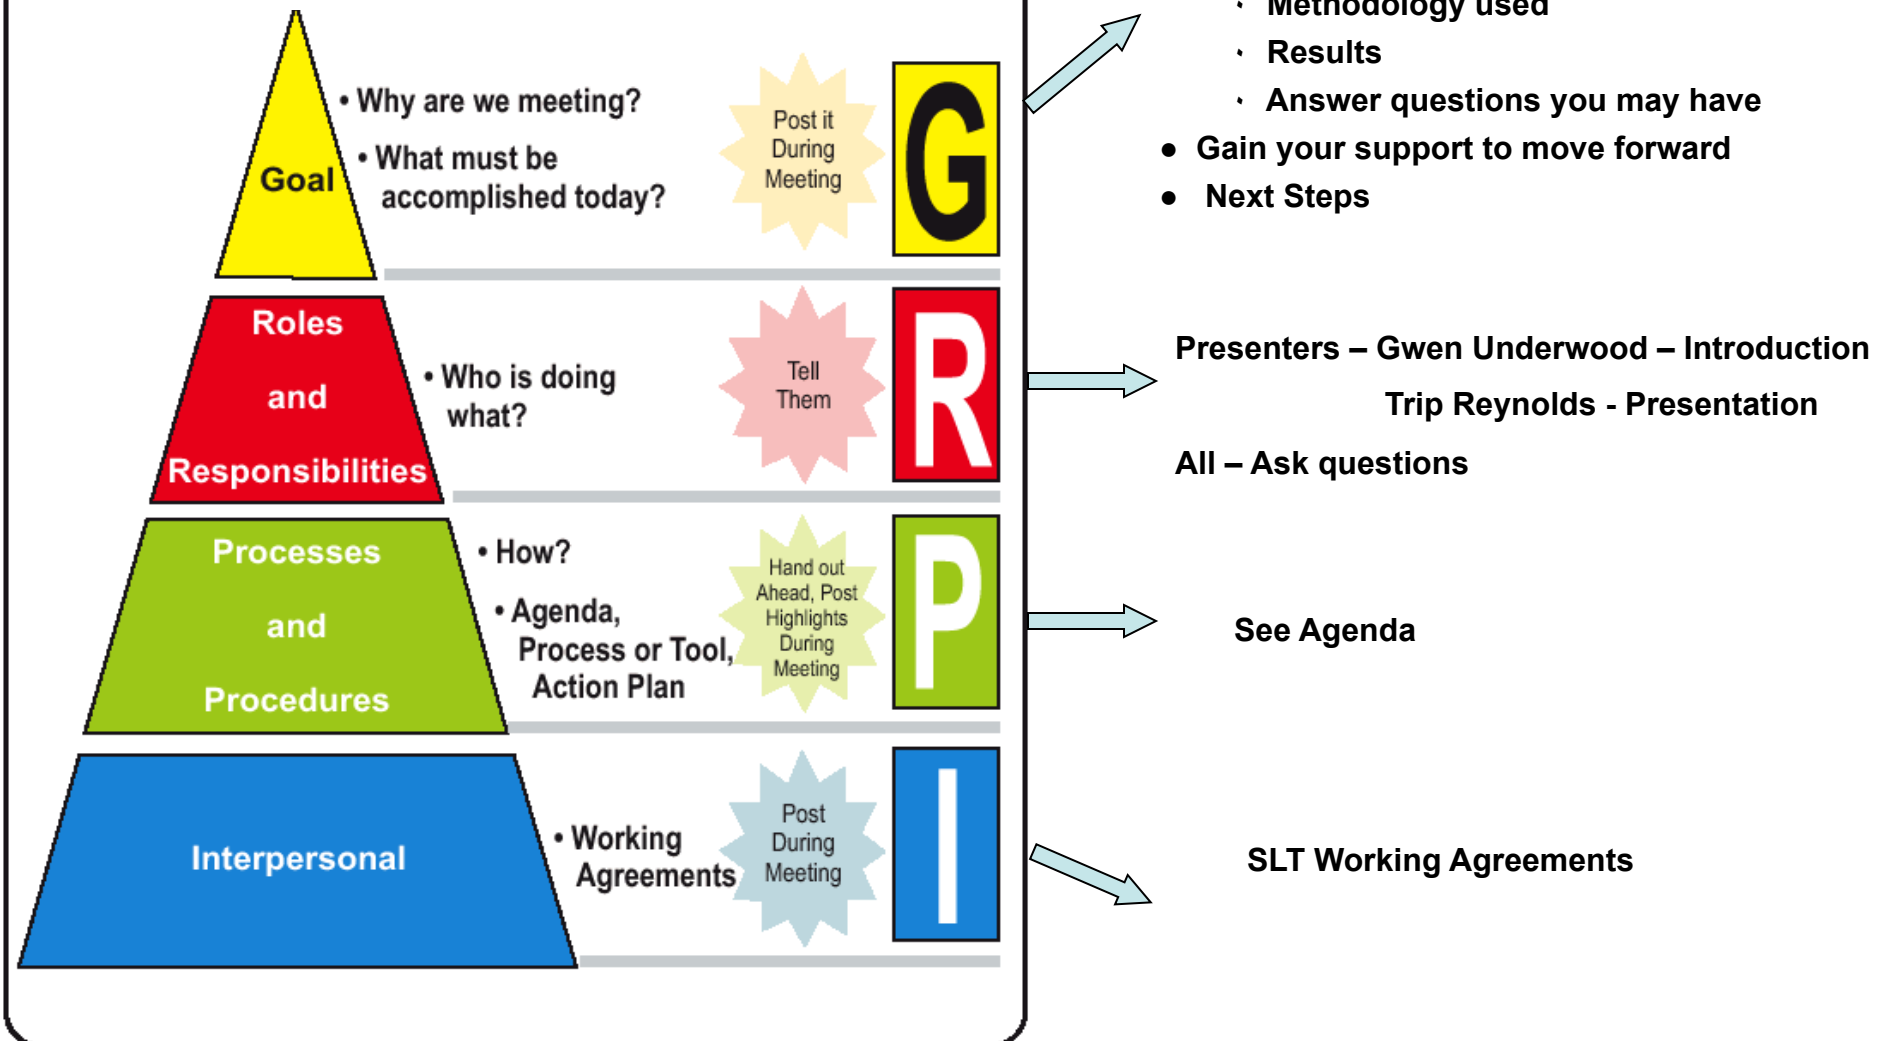 · Methodology used
· Results
· Answer questions you may have
● Gain your support to move forward
● Next Steps
Goal
• Why are we meeting?
• What must be
accomplished today?
Post it
During
Meeting
G
Roles
and
Responsibilities
• Who is doing
what?
Tell
Them
R
Presenters – Gwen Underwood – Introduction
Trip Reynolds - Presentation
All – Ask questions
Processes
and
Procedures
• How?
• Agenda,
Process or Tool,
Action Plan
Hand out
Ahead, Post
Highlights
During
Meeting
P
See Agenda
Interpersonal
• Working
Agreements
Post
During
Meeting
I
SLT Working Agreements